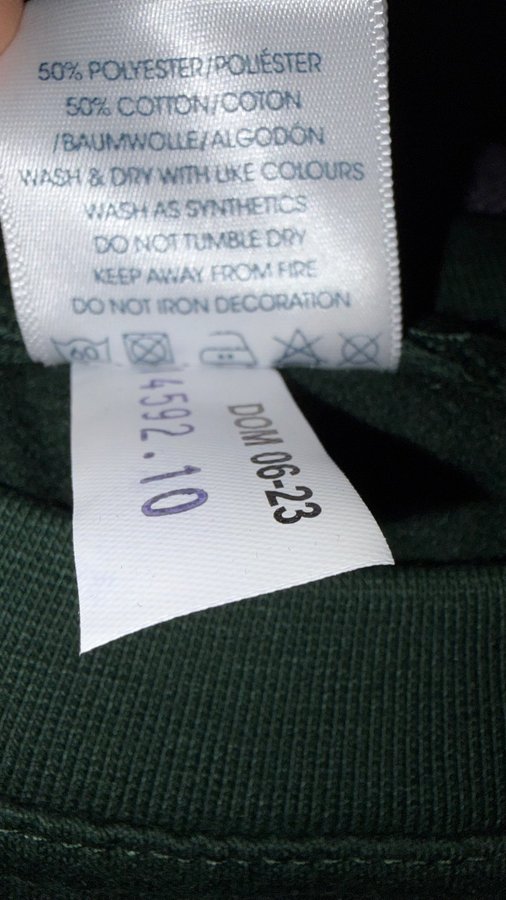 50% POLYESTER/POLIÉSTER
50% COTTON/COTON
/BAUMWOLLE/ALGODÓN
WASH & DRY WITH LIKE COLOURS
WASH AS SYNTHETICS
DO NOT TUMBLE DRY
KEEP AWAY FROM FIRE
DO NOT IRON DECORATION
60
4592.10
DOM 06-23